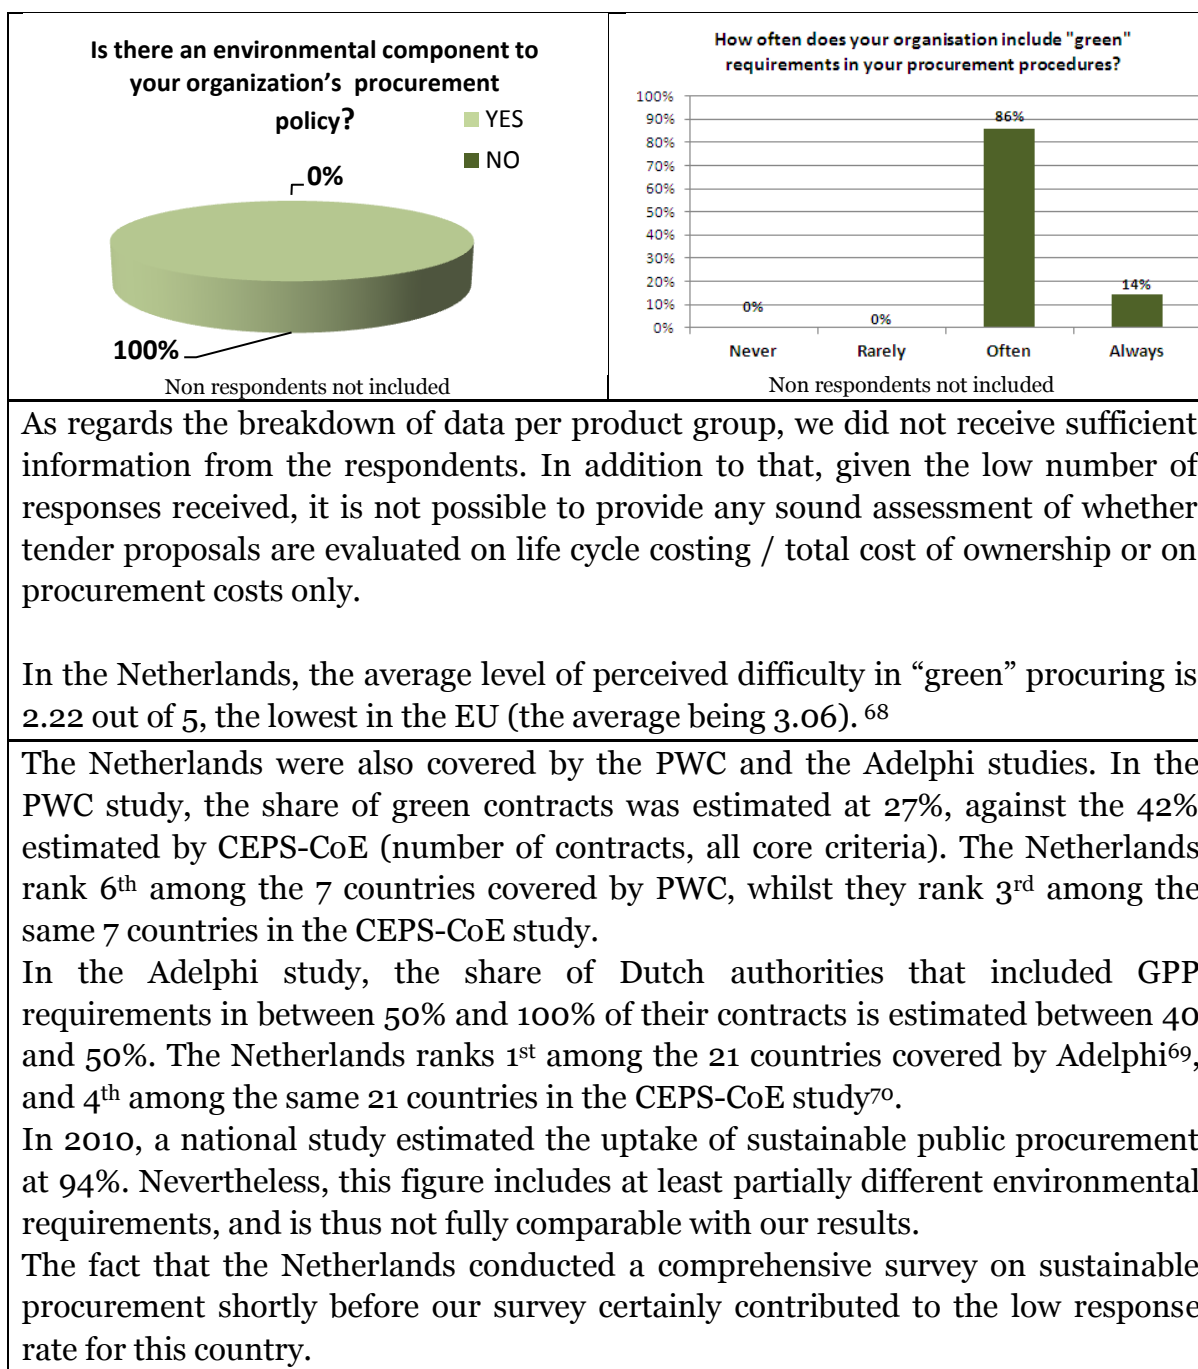 Is there an environmental component to
your organization’s procurement
policy?
YES
NO
0%
100%
Non respondents not included
How often does your organisation include "green"
requirements in your procurement procedures?
100%
90%
80%
70%
60%
50%
40%
30%
20%
10%
0%
0%
0%
86%
14%
Never
Rarely
Often
Always
Non respondents not included
As regards the breakdown of data per product group, we did not receive sufficient
information from the respondents. In addition to that, given the low number of
responses received, it is not possible to provide any sound assessment of whether
tender proposals are evaluated on life cycle costing / total cost of ownership or on
procurement costs only.
In the Netherlands, the average level of perceived difficulty in “green” procuring is
2.22 out of 5, the lowest in the EU (the average being 3.06). 68
The Netherlands were also covered by the PWC and the Adelphi studies. In the
PWC study, the share of green contracts was estimated at 27%, against the 42%
estimated by CEPS-CoE (number of contracts, all core criteria). The Netherlands
rank 6th among the 7 countries covered by PWC, whilst they rank 3rd among the
same 7 countries in the CEPS-CoE study.
In the Adelphi study, the share of Dutch authorities that included GPP
requirements in between 50% and 100% of their contracts is estimated between 40
and 50%. The Netherlands ranks 1st among the 21 countries covered by Adelphi69,
and 4th among the same 21 countries in the CEPS-CoE study70.
In 2010, a national study estimated the uptake of sustainable public procurement
at 94%. Nevertheless, this figure includes at least partially different environmental
requirements, and is thus not fully comparable with our results.
The fact that the Netherlands conducted a comprehensive survey on sustainable
procurement shortly before our survey certainly contributed to the low response
rate for this country.